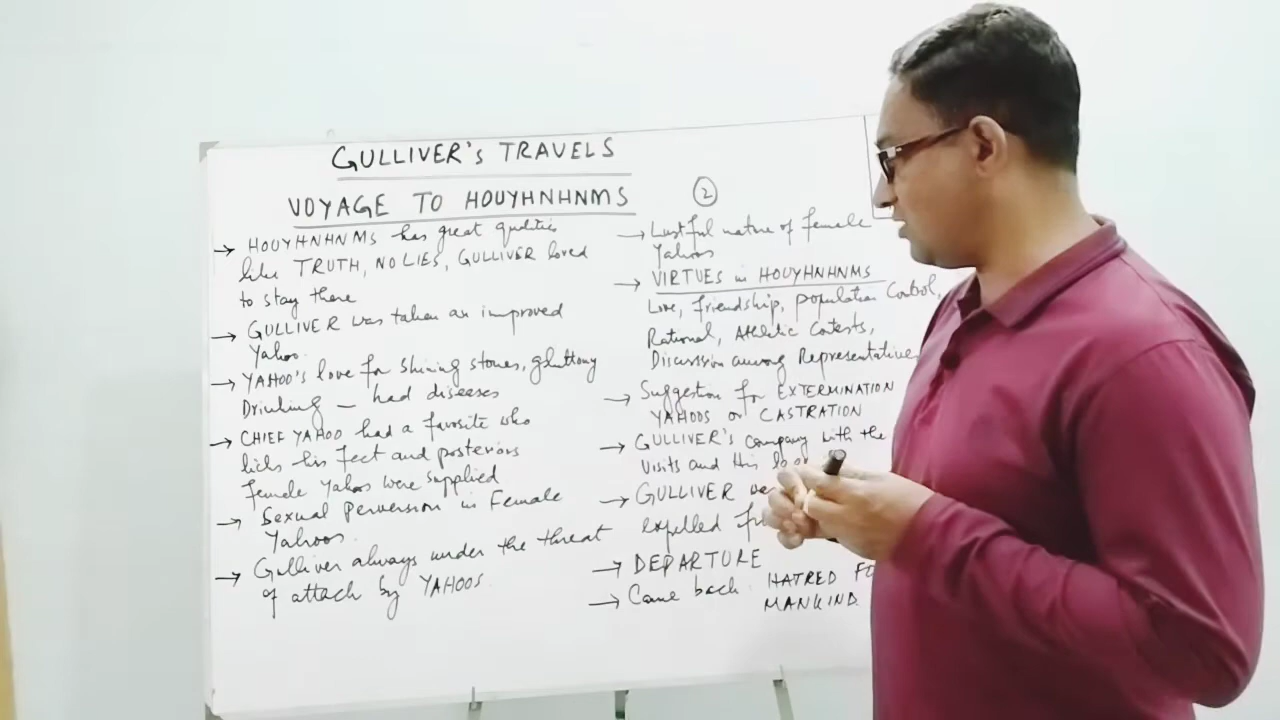 GULLIVER'S TRAVELS
VOYAGE TO HOUYHNHNMS
2
→ HOUYHNHNMS has great qualities
like TRUTH, NO LIES, GULLIVER loved
to stay there
→ GULLIVER was taken an improved
Yahoo.
→ YAHOO'S love for shining stones, gluttony
Drinking – had diseases
→ CHIEF YAHOO had a favorite who
licks his feet and posteriors
female Yahoos were supplied
→ Sexual perversion in Female
Yahoos.
→ Gulliver always under the threat
of attack by YAHOOS.
→ Lustful nature of female
Yahoos
→ VIRTUES in HOUYHNHNMS
Love, friendship, population Control,
Rational, Athletic Contests,
Discussion among Representative
→ Suggestion for EXTERMINATION
YAHOOS or CASTRATION
→ GULLIVER'S company with the
visits and this
→ GULLIVER
expelled
→ DEPARTURE
→ Came back. HATRED
MANKIND.